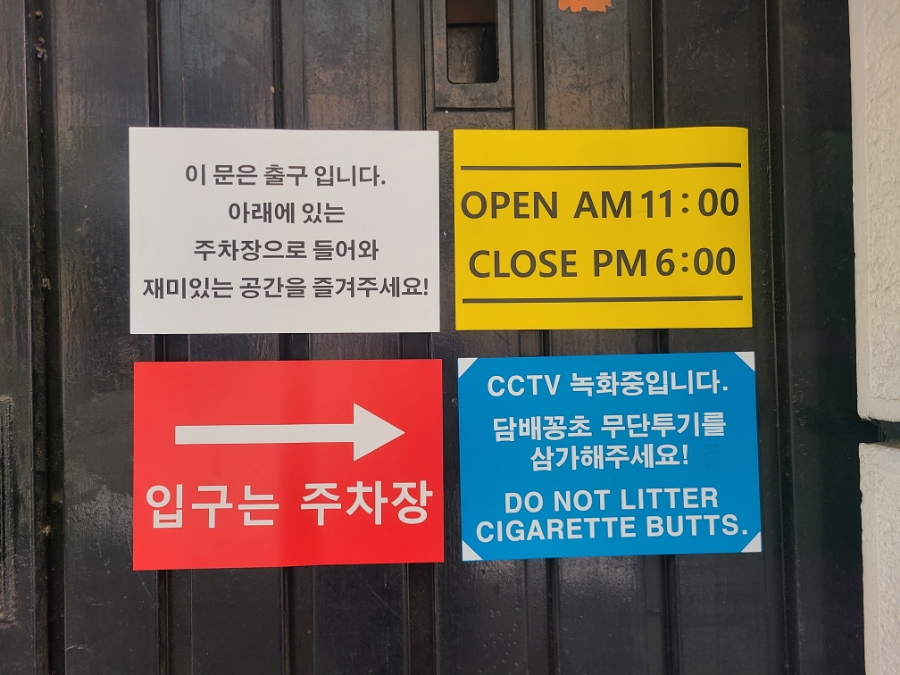 이 문은 출구 입니다.
아래에 있는
주차장으로 들어와
재미있는 공간을 즐겨주세요!
OPEN AM 11:00
CLOSE PM 6:00
입구는 주차장
CCTV 녹화중입니다.
담배꽁초 무단투기를
삼가해주세요!
DO NOT LITTER
CIGARETTE BUTTS.